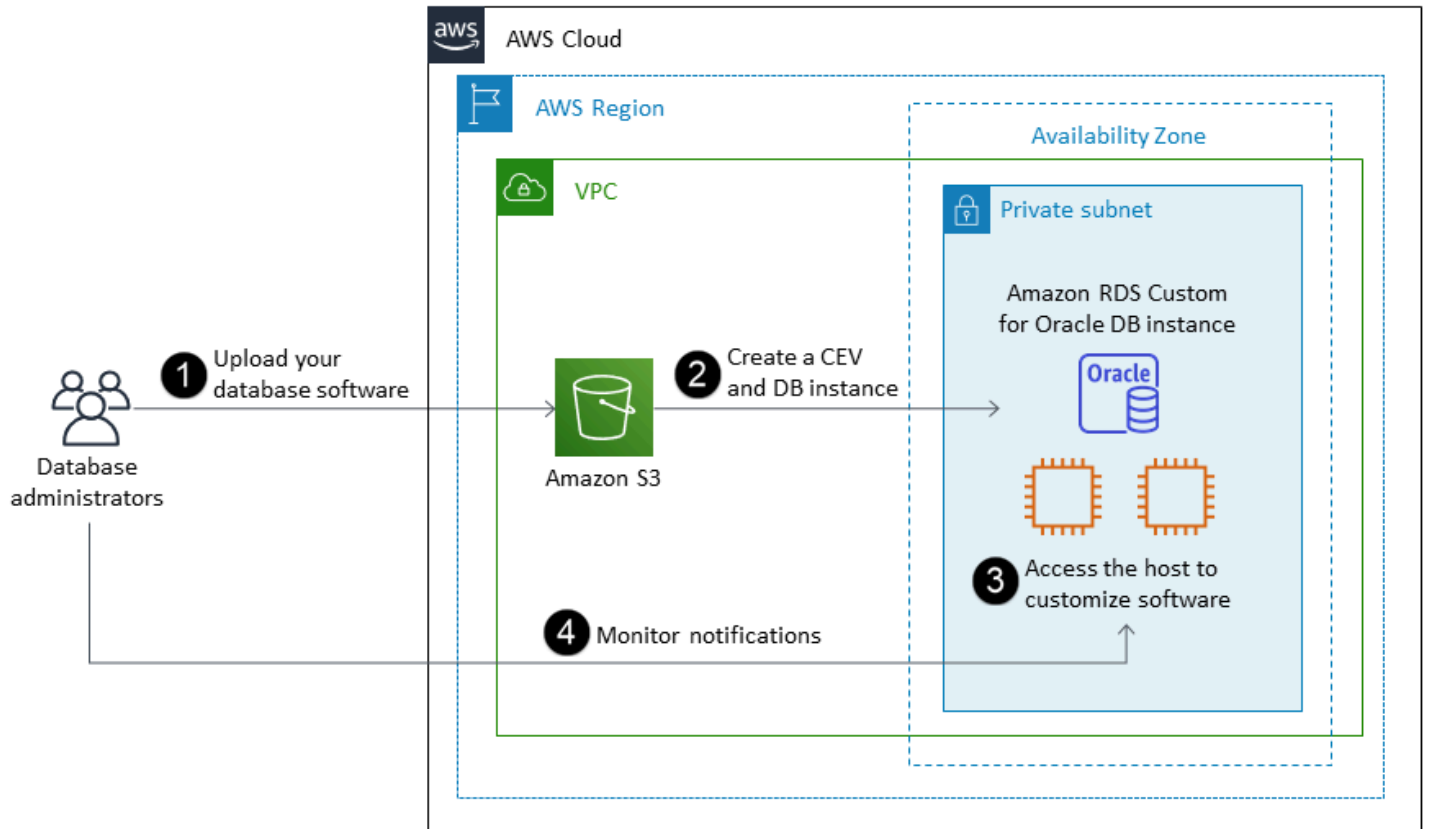 aws
AWS Cloud
AWS Region
Availability Zone
VPC
Private subnet
Amazon RDS Custom
for Oracle DB instance
Oracle
1
Upload your
database software
2
Create a CEV
and DB instance
Database
administrators
Amazon S3
3
Access the host to
customize software
4
Monitor notifications